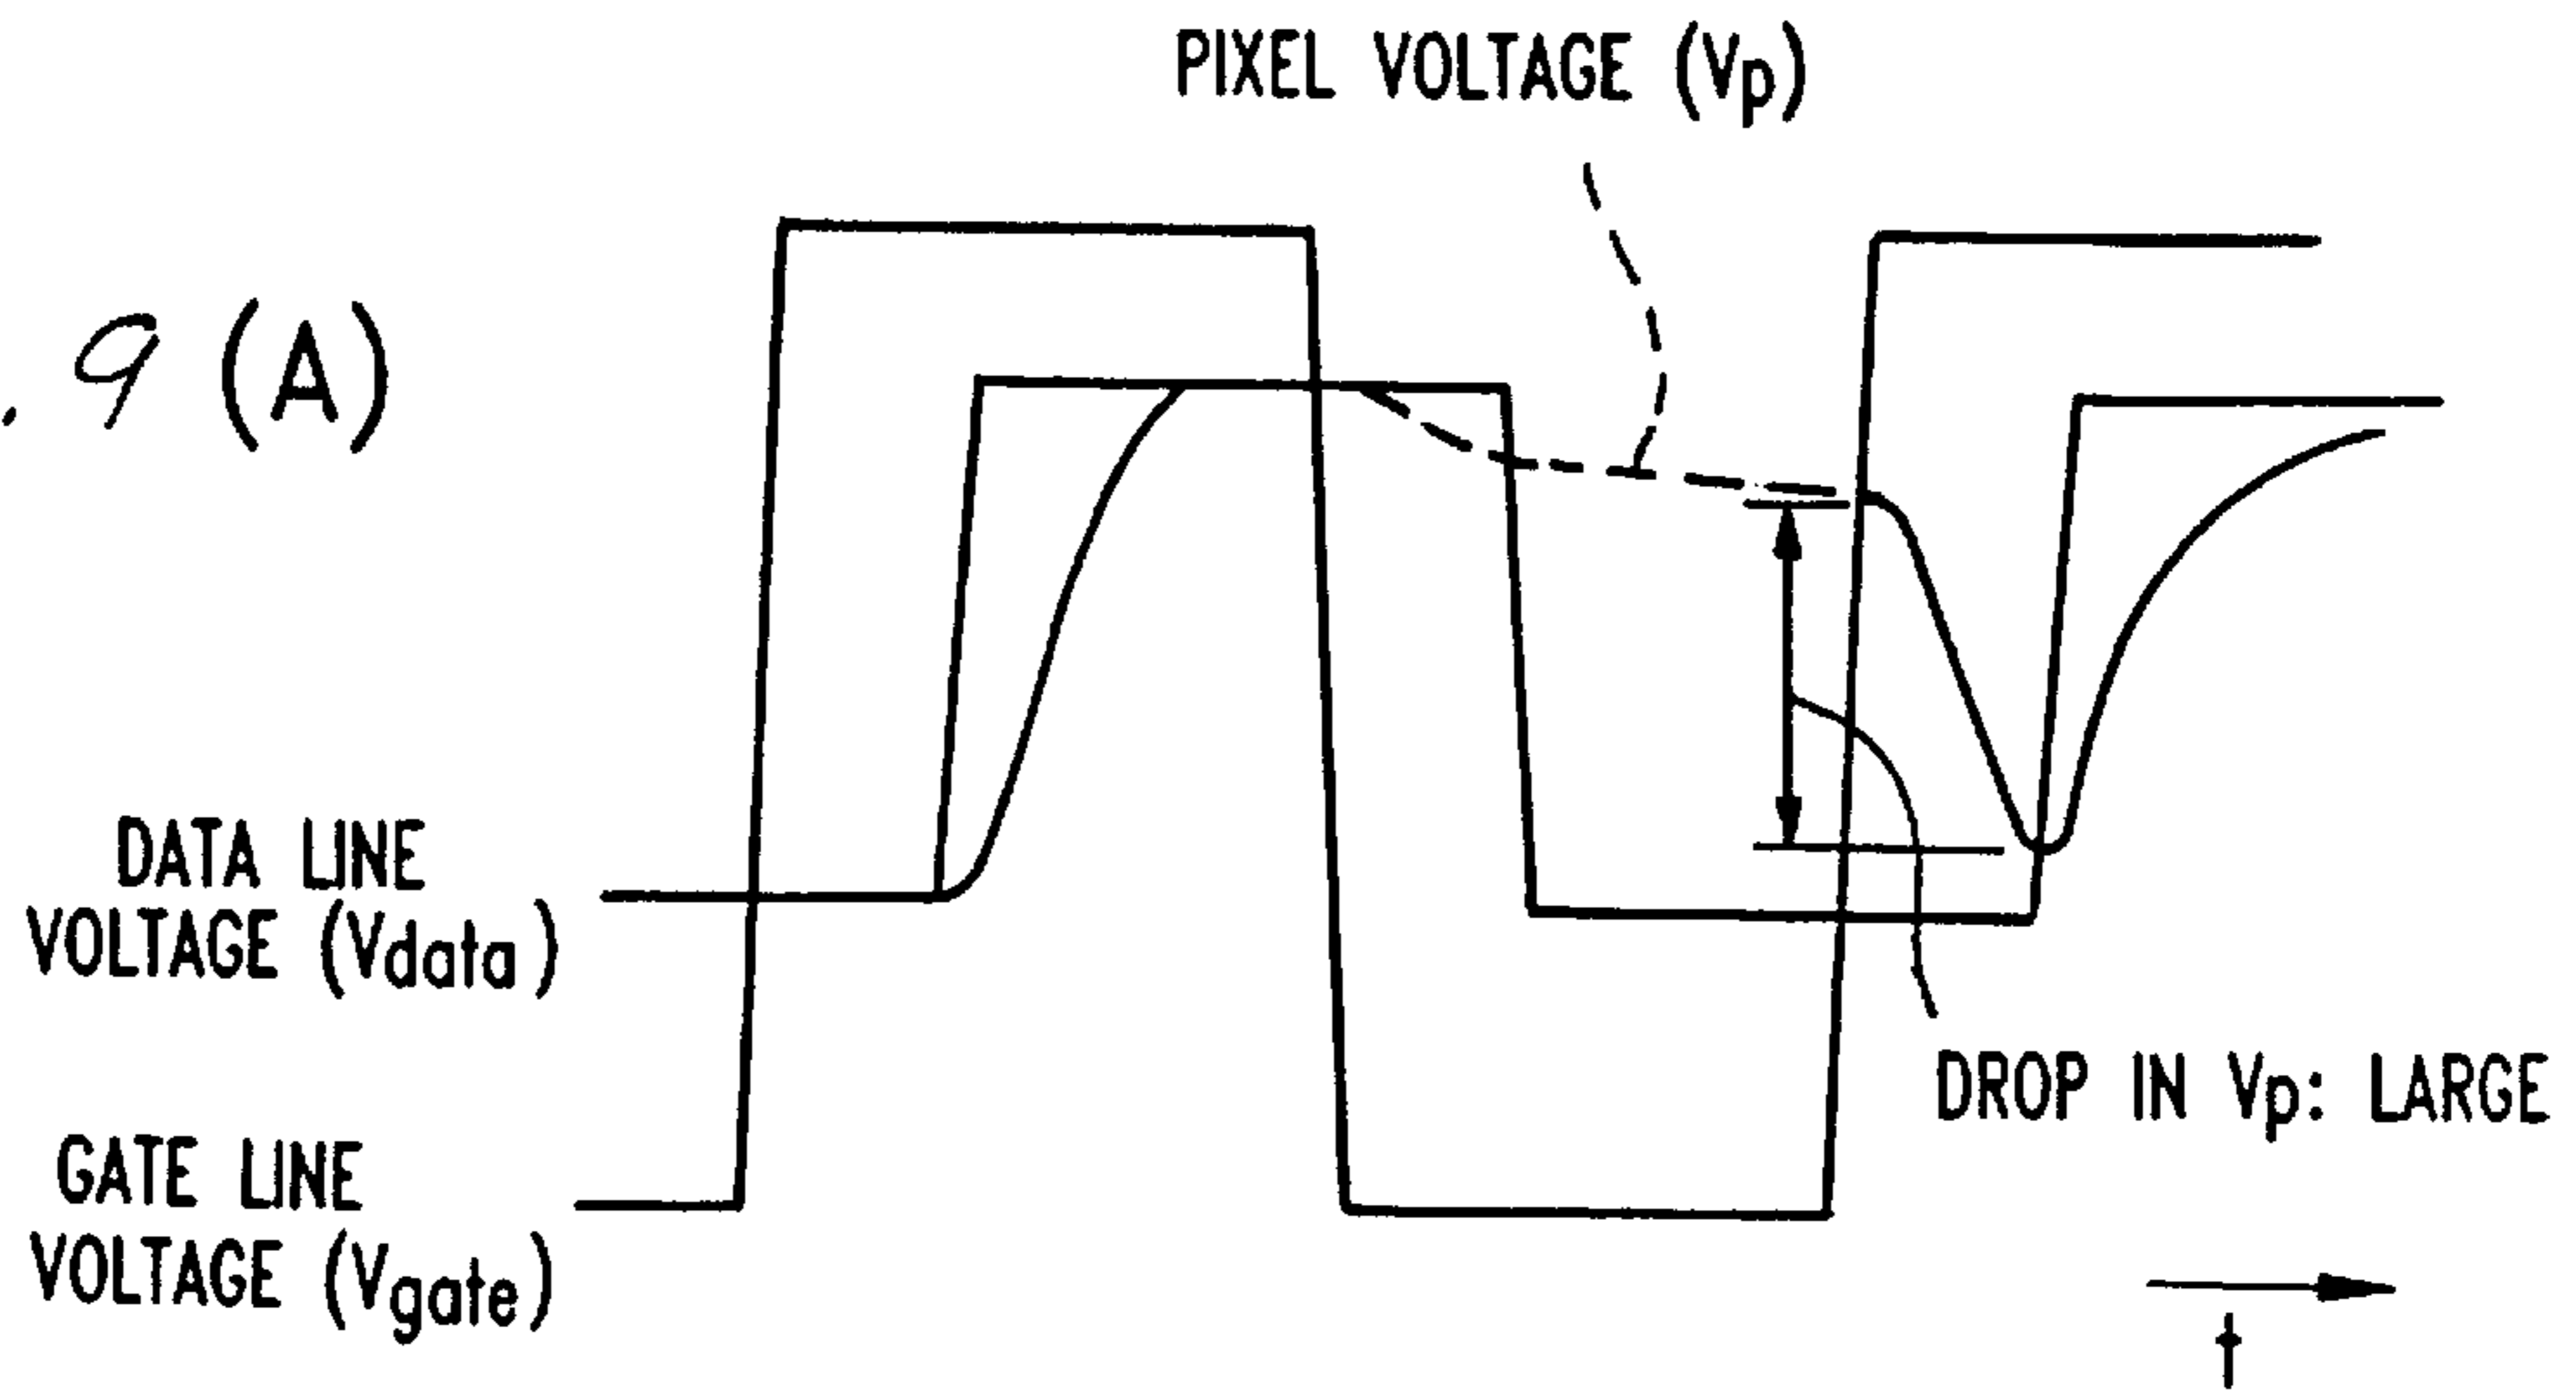 PIXEL VOLTAGE (Vp)
. 9 (A)
DATA LINE
VOLTAGE (Vdata)
DROP IN Vp: LARGE
GATE LINE
VOLTAGE (Vgate)
t